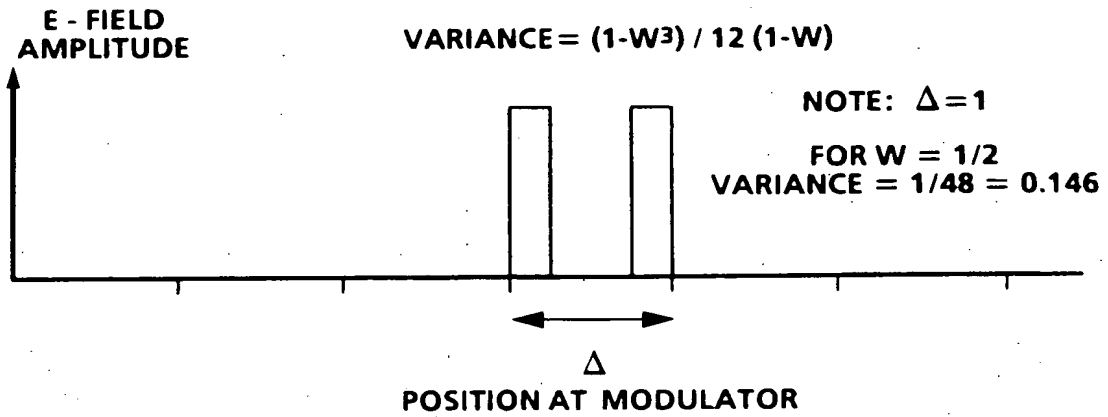 E - FIELD
AMPLITUDE
VARIANCE = (1-W³) / 12 (1-W)
NOTE: Δ = 1
FOR W = 1/2
VARIANCE = 1/48 = 0.146
Δ
POSITION AT MODULATOR